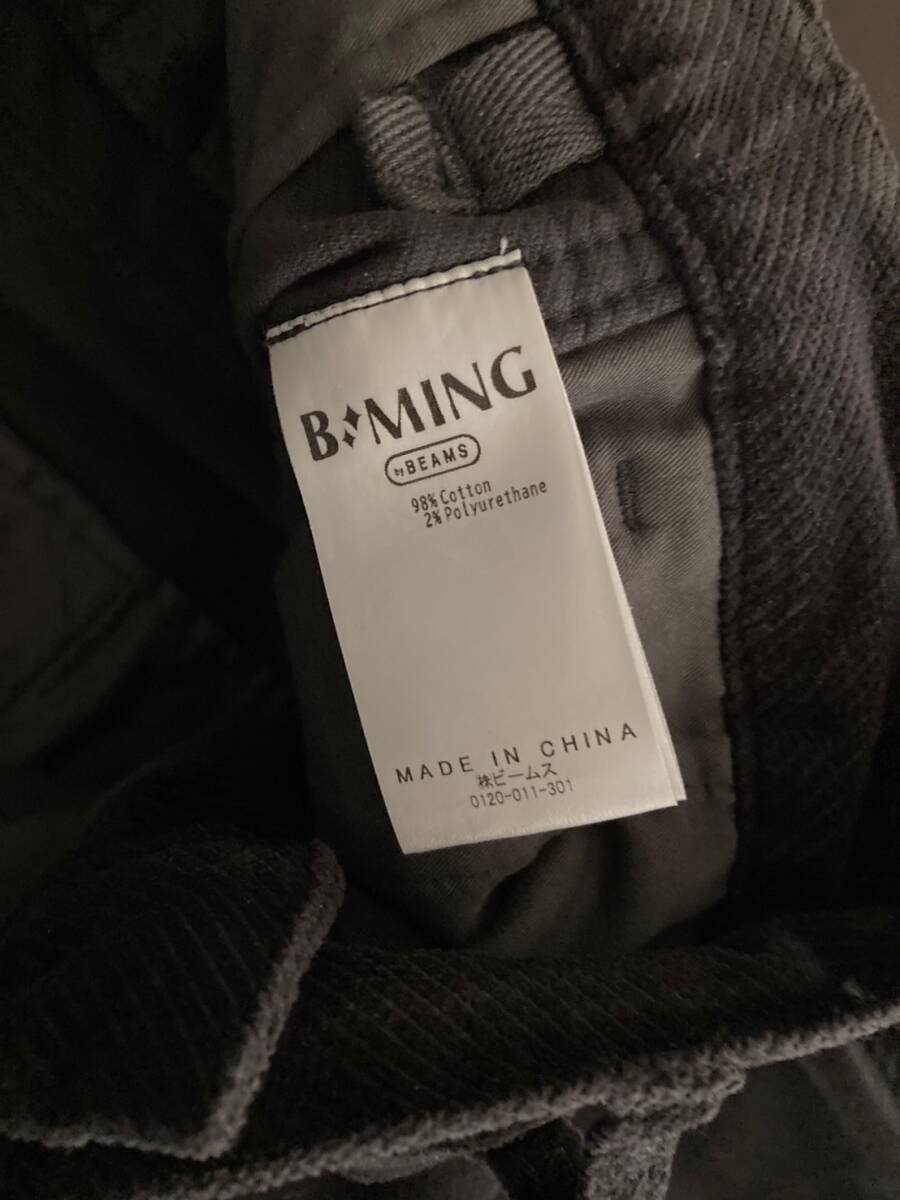 B:MING
by BEAMS
98% Cotton
2% Polyurethane
MADE IN CHINA
㈱ビームス
0120-011-301